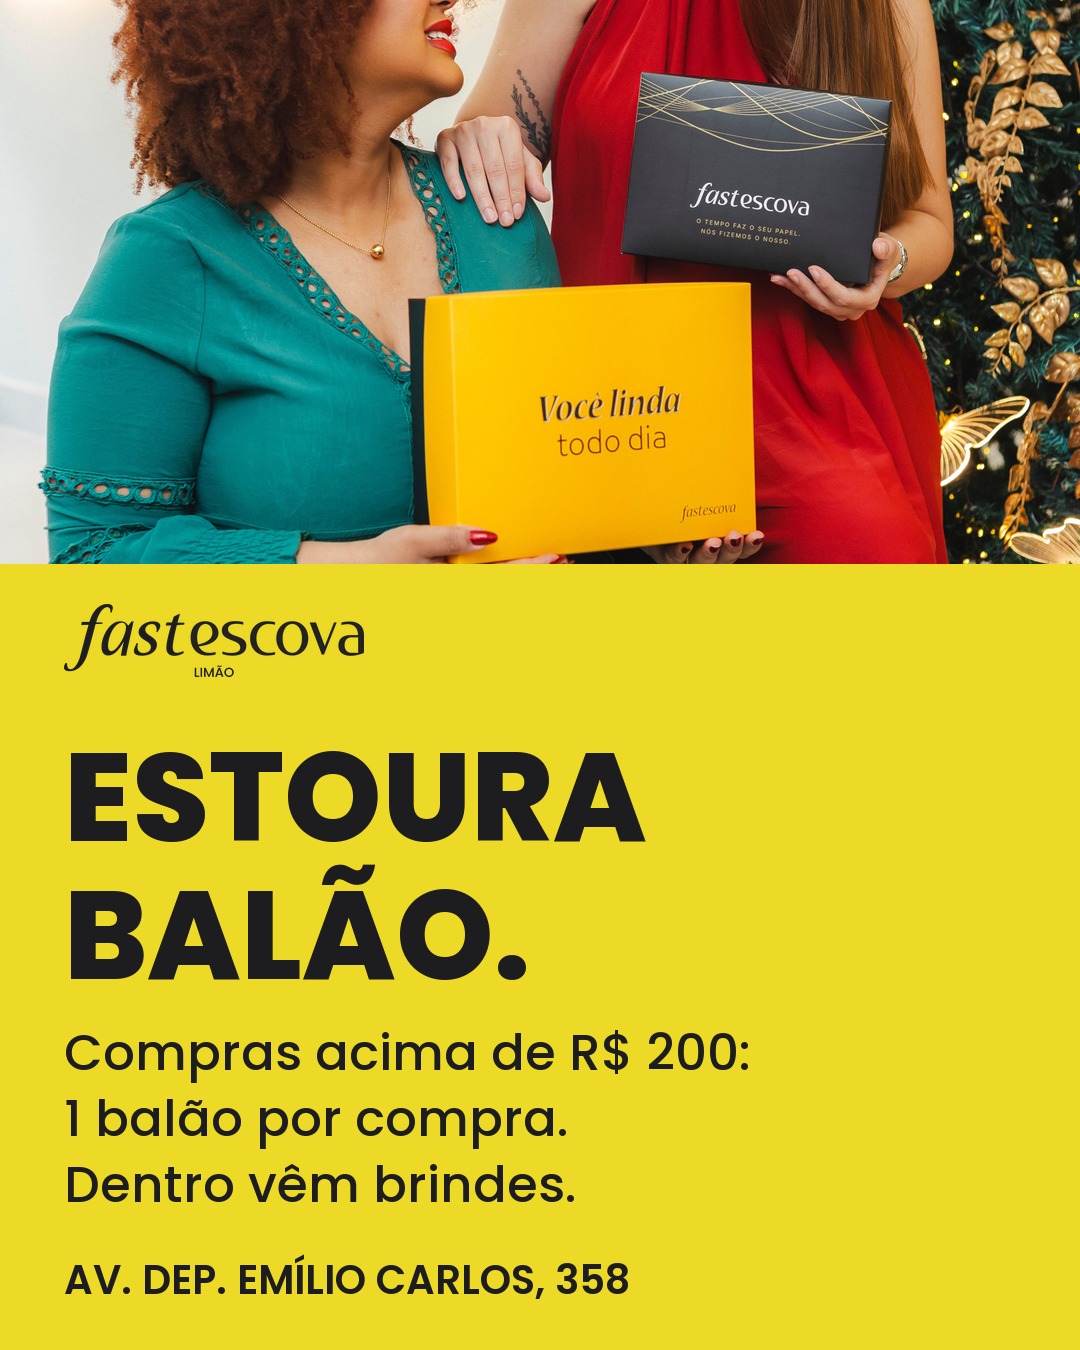 fastescova
O TEMPO FAZ O SEU PAPEL.
NÓS FIZEMOS O NOSSO.
Você linda
todo dia
fastescova
fastescova
LIMÃO
ESTOURA
BALÃO.
Compras acima de R$ 200:
1 balão por compra.
Dentro vêm brindes.
AV. DEP. EMÍLIO CARLOS, 358